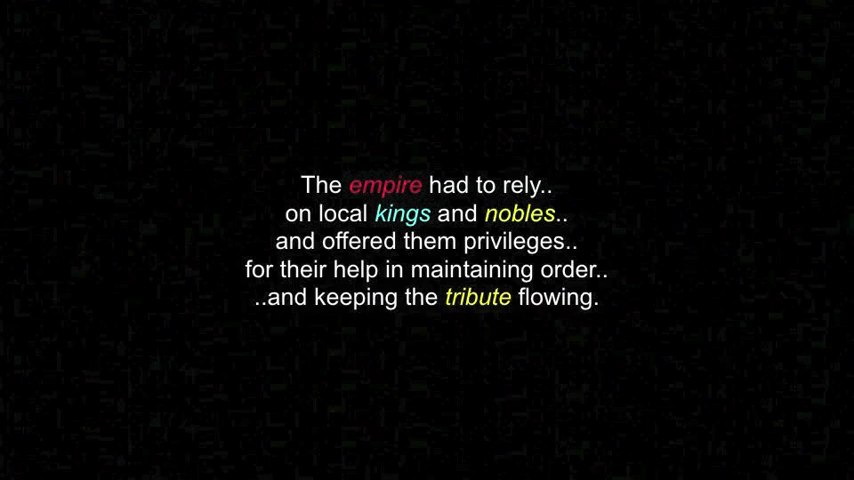 The empire had to rely..
on local kings and nobles..
and offered them privileges..
for their help in maintaining order..
..and keeping the tribute flowing.